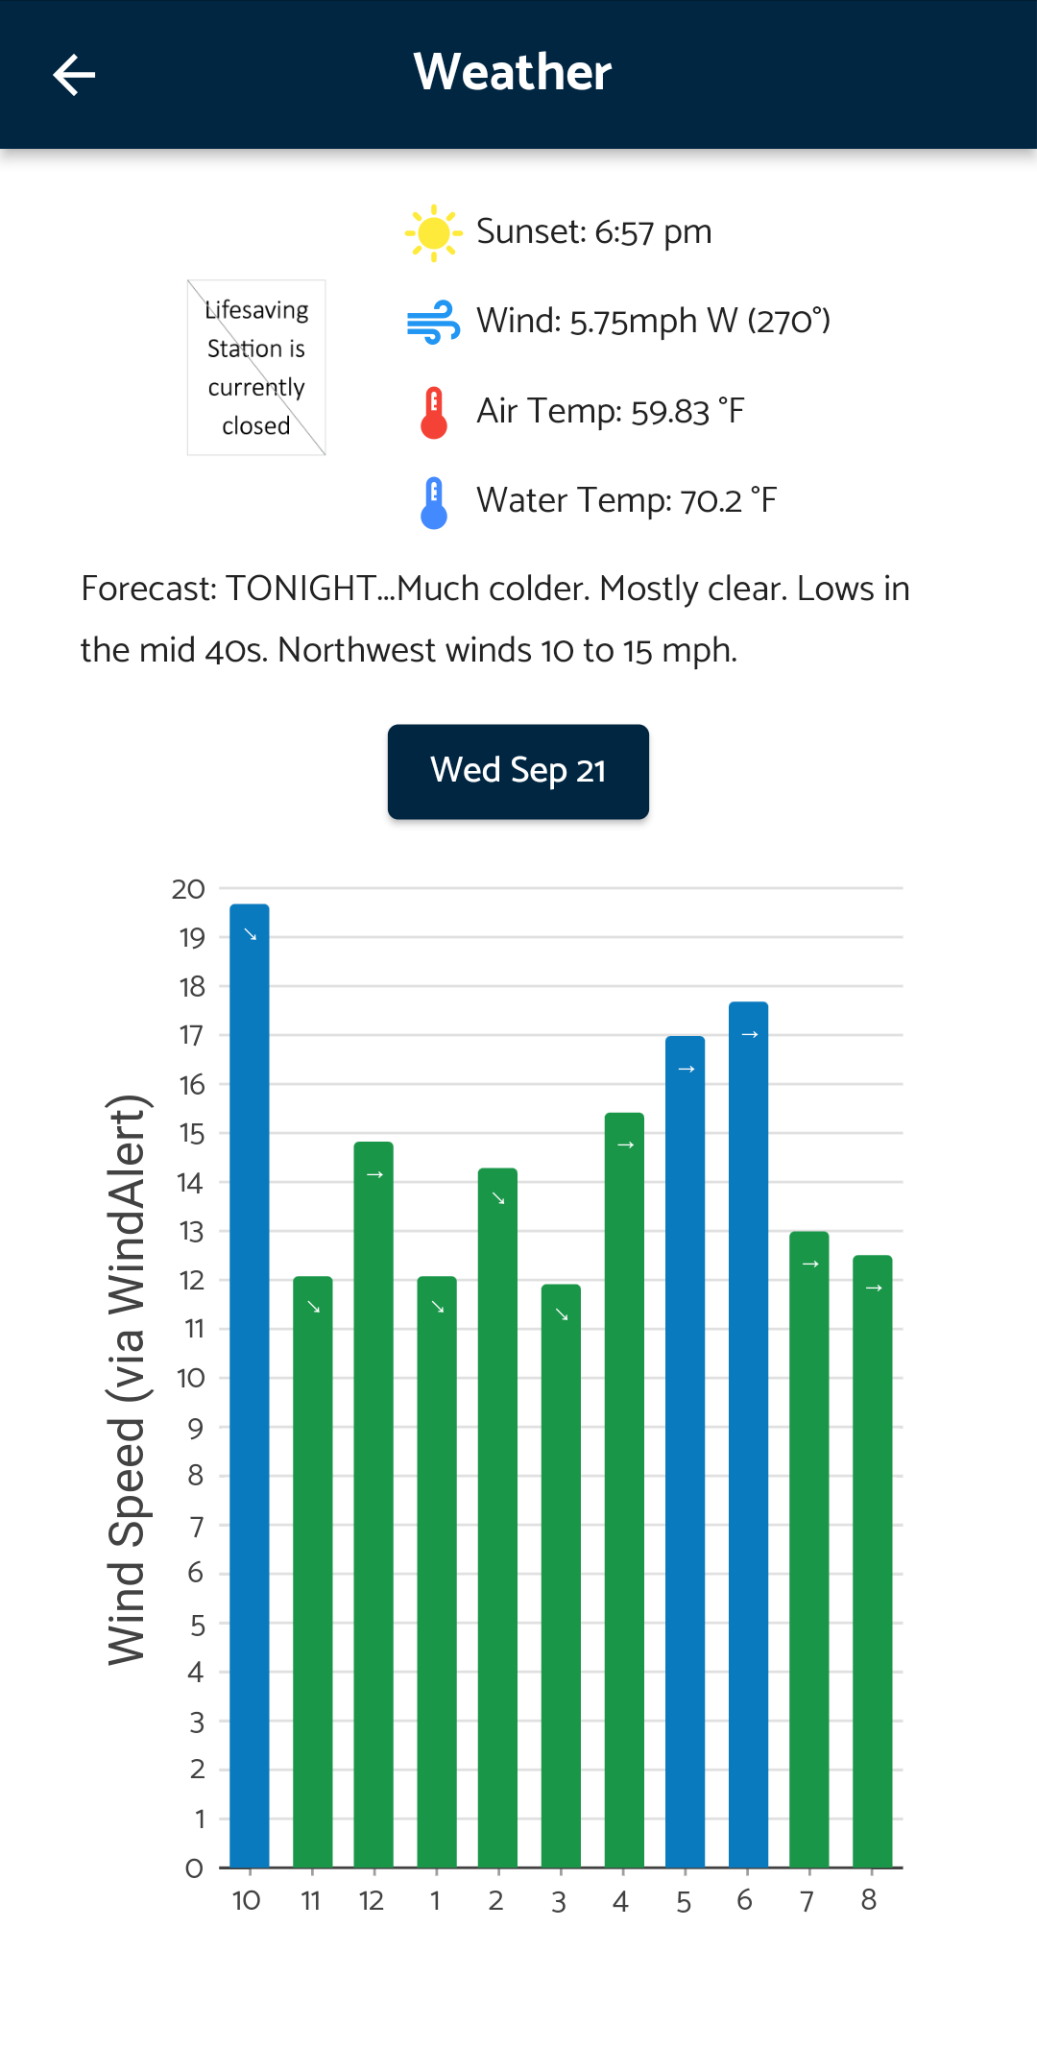 Weather
Sunset: 6:57 pm
Lifesaving
Station is
currently
closed
Wind: 5.75mph W (270°)
Air Temp: 59.83 °F
Water Temp: 70.2 °F
Forecast: TONIGHT...Much colder. Mostly clear. Lows in
the mid 40s. Northwest winds 10 to 15 mph.
Wed Sep 21
Wind Speed (via WindAlert)
20
19
18
17
16
15
14
13
12
11
10
9
8
7
6
5
4
3
2
1
0
10 11 12 1 2 3 4 5 6 7 8